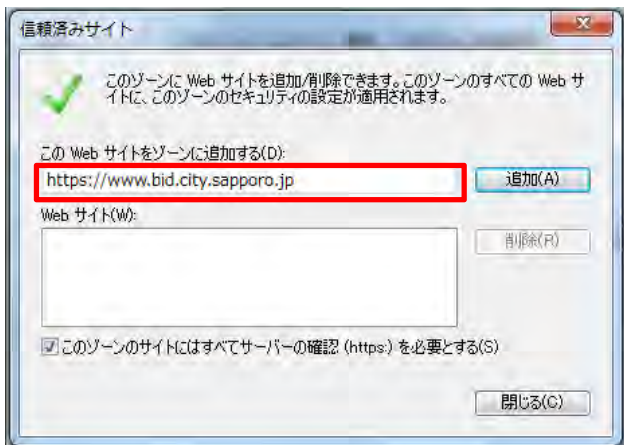 信頼済みサイト
このゾーンに Web サイトを追加/削除できます。このゾーンのすべての Web サ
イトに、このゾーンのセキュリティの設定が適用されます。
この Web サイトをゾーンに追加する(D):
https://www.bid.city.sapporo.jp
追加(A)
Web サイト(W):
削除(R)
このゾーンのサイトにはすべてサーバーの確認 (https:) を必要とする(S)
閉じる(C)